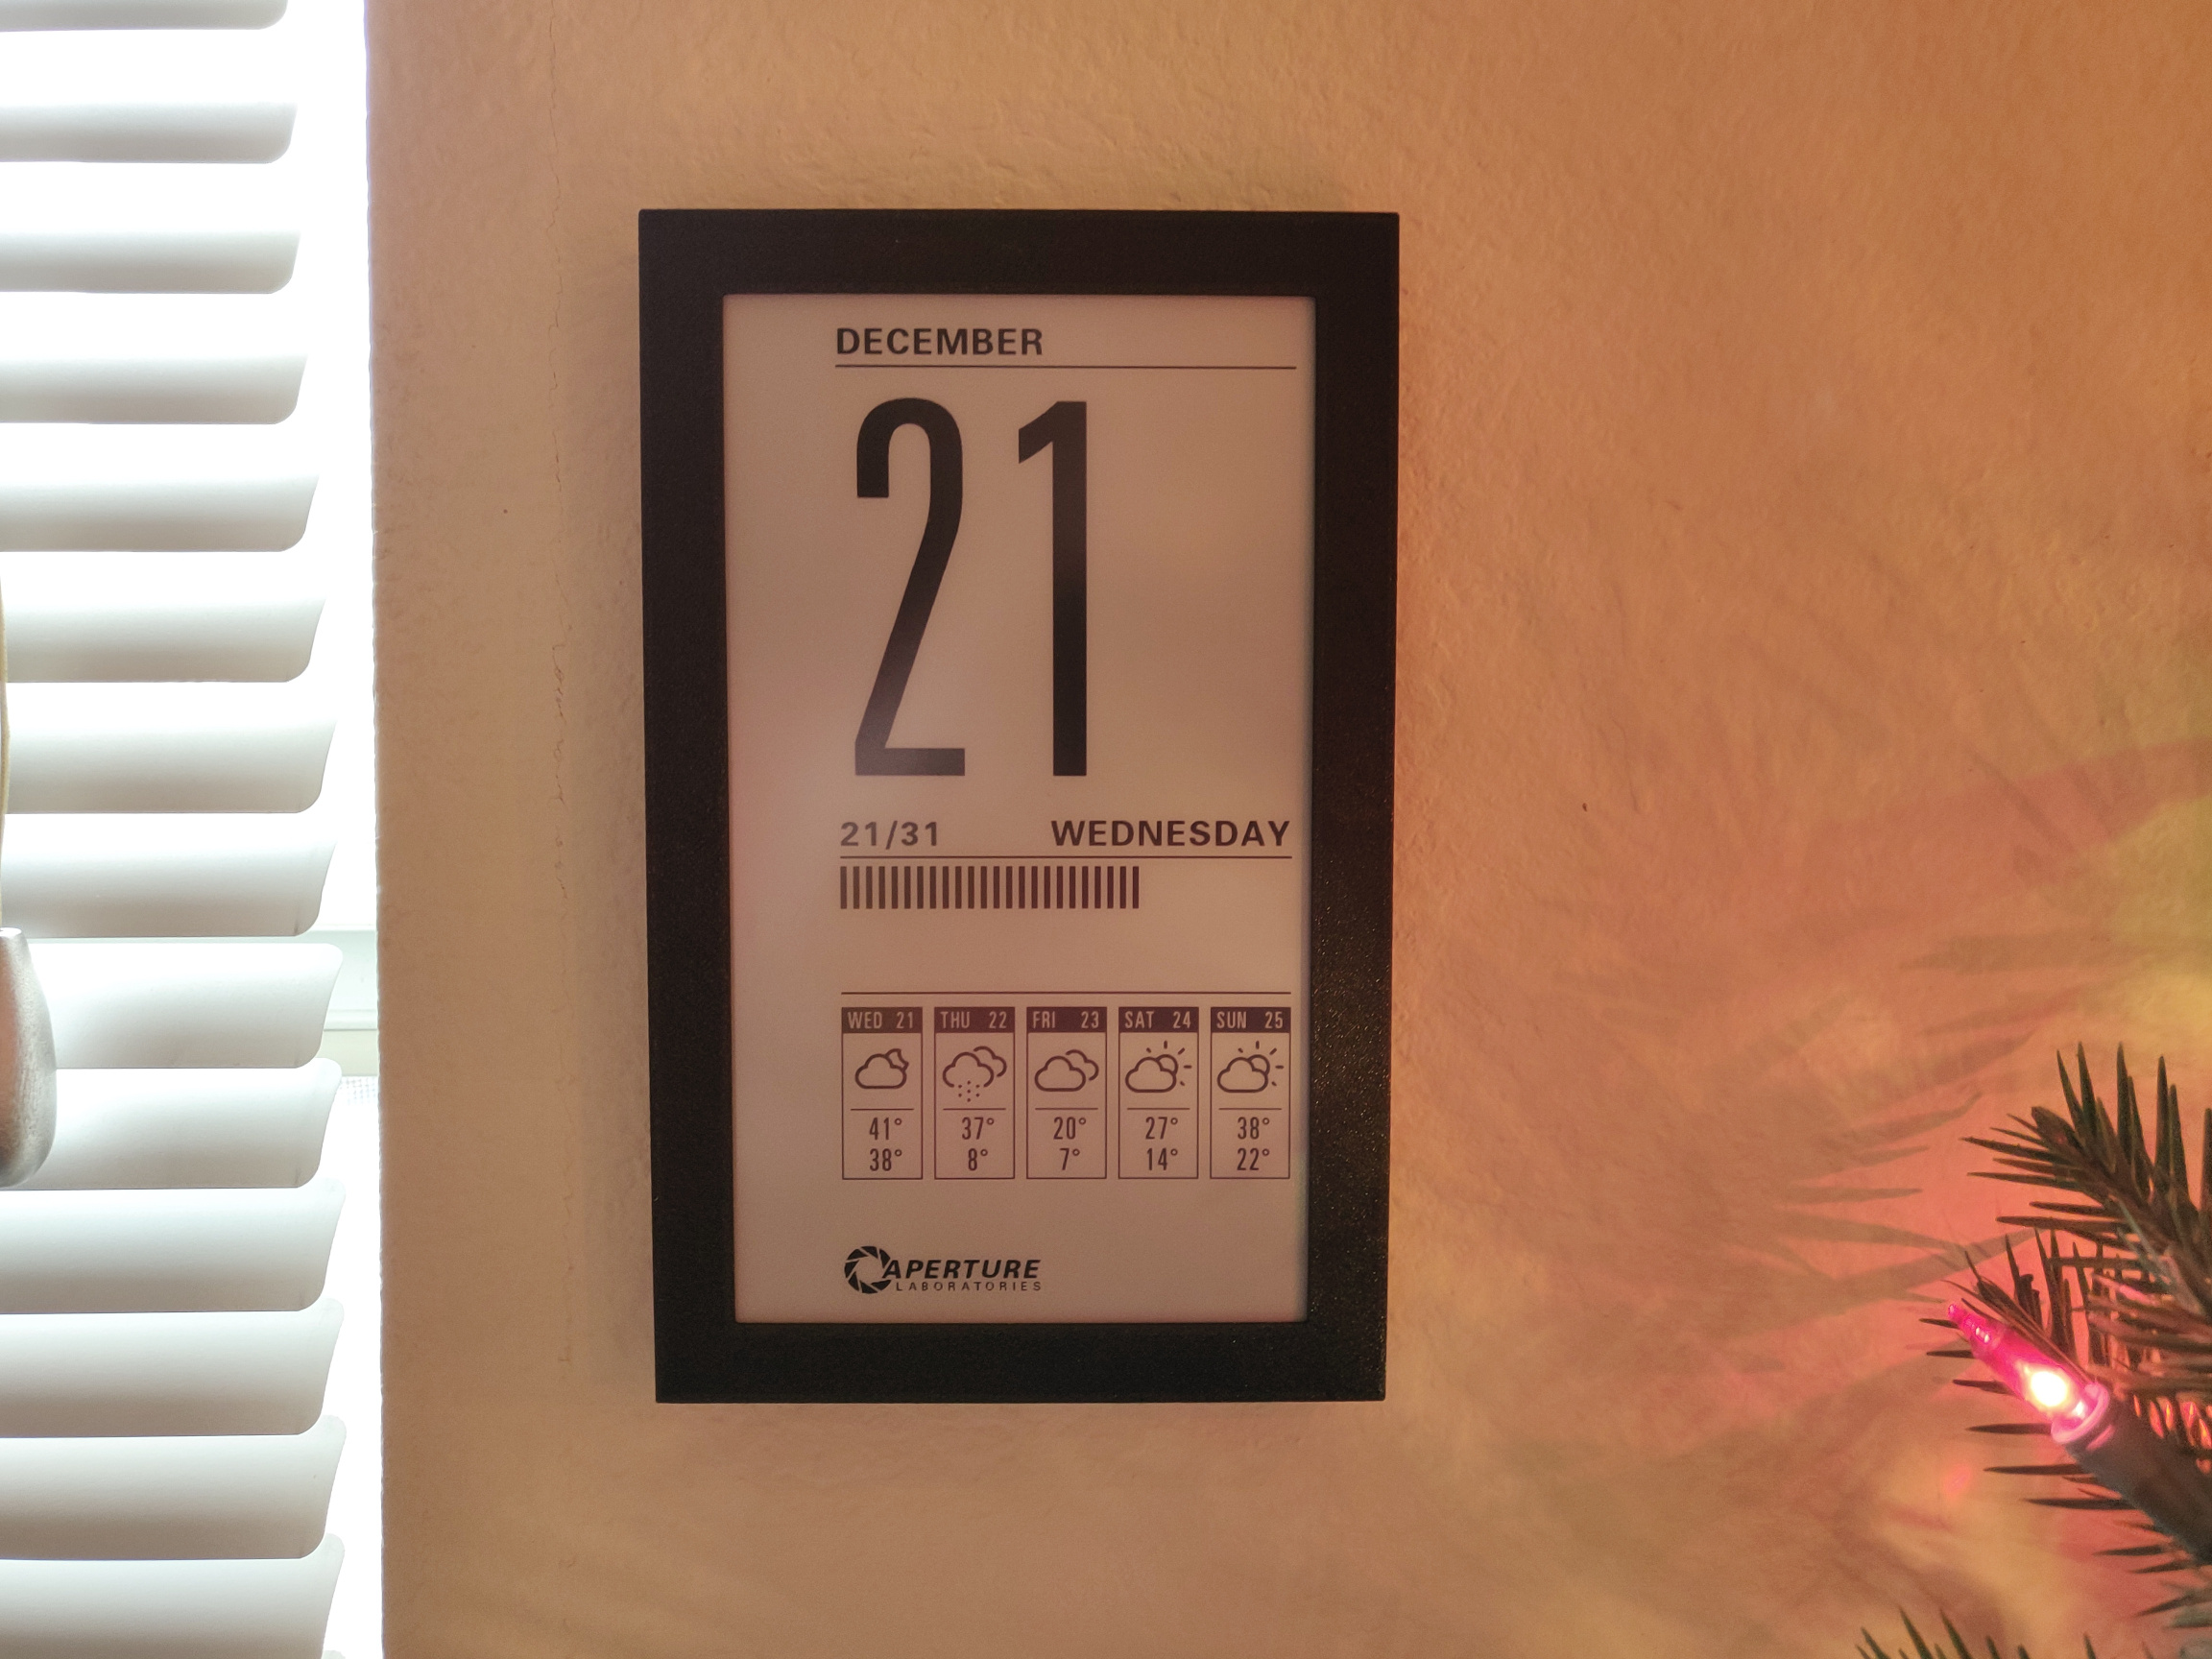 DECEMBER
21
21/31 WEDNESDAY
WED 21 THU 22 FRI 23 SAT 24 SUN 25
41° 37° 20° 27° 38°
38° 8° 7° 14° 22°
APERTURE
LABORATORIES